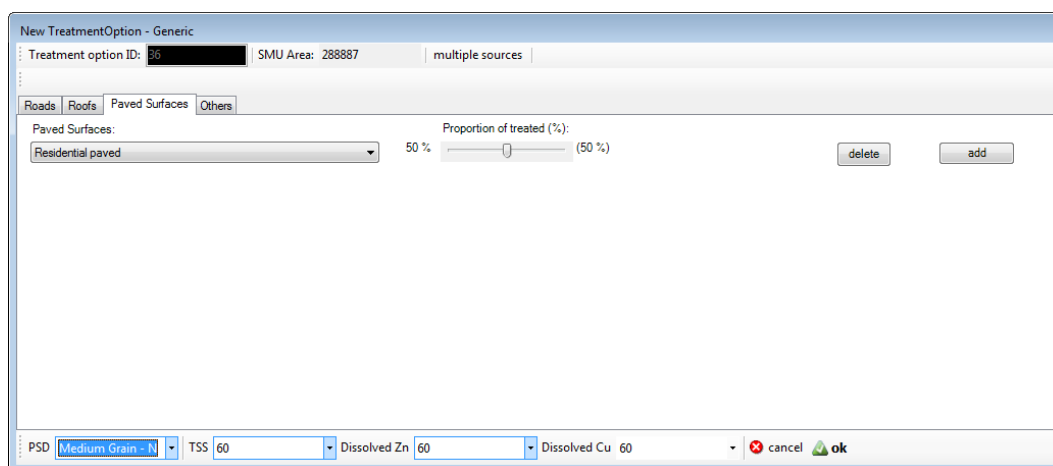 New TreatmentOption - Generic
Treatment option ID: 36 SMU Area: 288887 multiple sources
Roads Roofs Paved Surfaces Others
Paved Surfaces: Proportion of treated (%):
Residential paved 50 % (50 %) delete add
PSD Medium Grain - N TSS 60 Dissolved Zn 60 Dissolved Cu 60 cancel ok